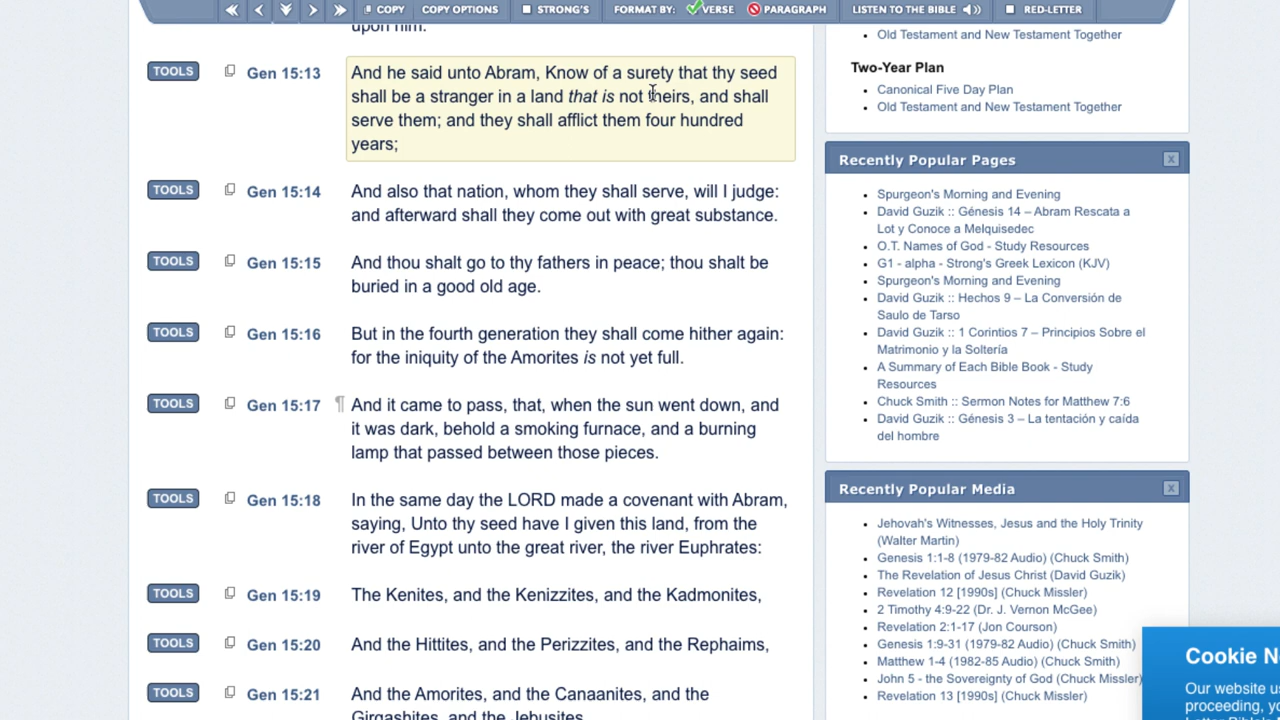 COPY COPY OPTIONS STRONG'S FORMAT BY: VERSE PARAGRAPH LISTEN TO THE BIBLE RED-LETTER
upon him.
TOOLS Gen 15:13 And he said unto Abram, Know of a surety that thy seed
shall be a stranger in a land that is not theirs, and shall
serve them; and they shall afflict them four hundred
years;
TOOLS Gen 15:14 And also that nation, whom they shall serve, will I judge:
and afterward shall they come out with great substance.
TOOLS Gen 15:15 And thou shalt go to thy fathers in peace; thou shalt be
buried in a good old age.
TOOLS Gen 15:16 But in the fourth generation they shall come hither again:
for the iniquity of the Amorites is not yet full.
TOOLS Gen 15:17 ¶ And it came to pass, that, when the sun went down, and
it was dark, behold a smoking furnace, and a burning
lamp that passed between those pieces.
TOOLS Gen 15:18 In the same day the LORD made a covenant with Abram,
saying, Unto thy seed have I given this land, from the
river of Egypt unto the great river, the river Euphrates:
TOOLS Gen 15:19 The Kenites, and the Kenizzites, and the Kadmonites,
TOOLS Gen 15:20 And the Hittites, and the Perizzites, and the Rephaims,
TOOLS Gen 15:21 And the Amorites, and the Canaanites, and the
Girgashites, and the Jebusites.
Old Testament and New Testament Together
Two-Year Plan
Canonical Five Day Plan
Old Testament and New Testament Together
Recently Popular Pages X
Spurgeon's Morning and Evening
David Guzik :: Génesis 14 – Abram Rescata a
Lot y Conoce a Melquisedec
O.T. Names of God - Study Resources
G1 - alpha - Strong's Greek Lexicon (KJV)
Spurgeon's Morning and Evening
David Guzik :: Hechos 9 – La Conversión de
Saulo de Tarso
David Guzik :: 1 Corintios 7 – Principios Sobre el
Matrimonio y la Soltería
A Summary of Each Bible Book - Study
Resources
Chuck Smith :: Sermon Notes for Matthew 7:6
David Guzik :: Génesis 3 – La tentación y caída
del hombre
Recently Popular Media X
Jehovah's Witnesses, Jesus and the Holy Trinity
(Walter Martin)
Genesis 1:1-8 (1979-82 Audio) (Chuck Smith)
The Revelation of Jesus Christ (David Guzik)
Revelation 12 [1990s] (Chuck Missler)
2 Timothy 4:9-22 (Dr. J. Vernon McGee)
Revelation 2:1-17 (Jon Courson)
Genesis 1:9-31 (1979-82 Audio) (Chuck Smith)
Matthew 1-4 (1982-85 Audio) (Chuck Smith)
John 5 - the Sovereignty of God (Chuck Missler)
Revelation 13 [1990s] (Chuck Missler)
Cookie N
Our website us
proceeding, yo